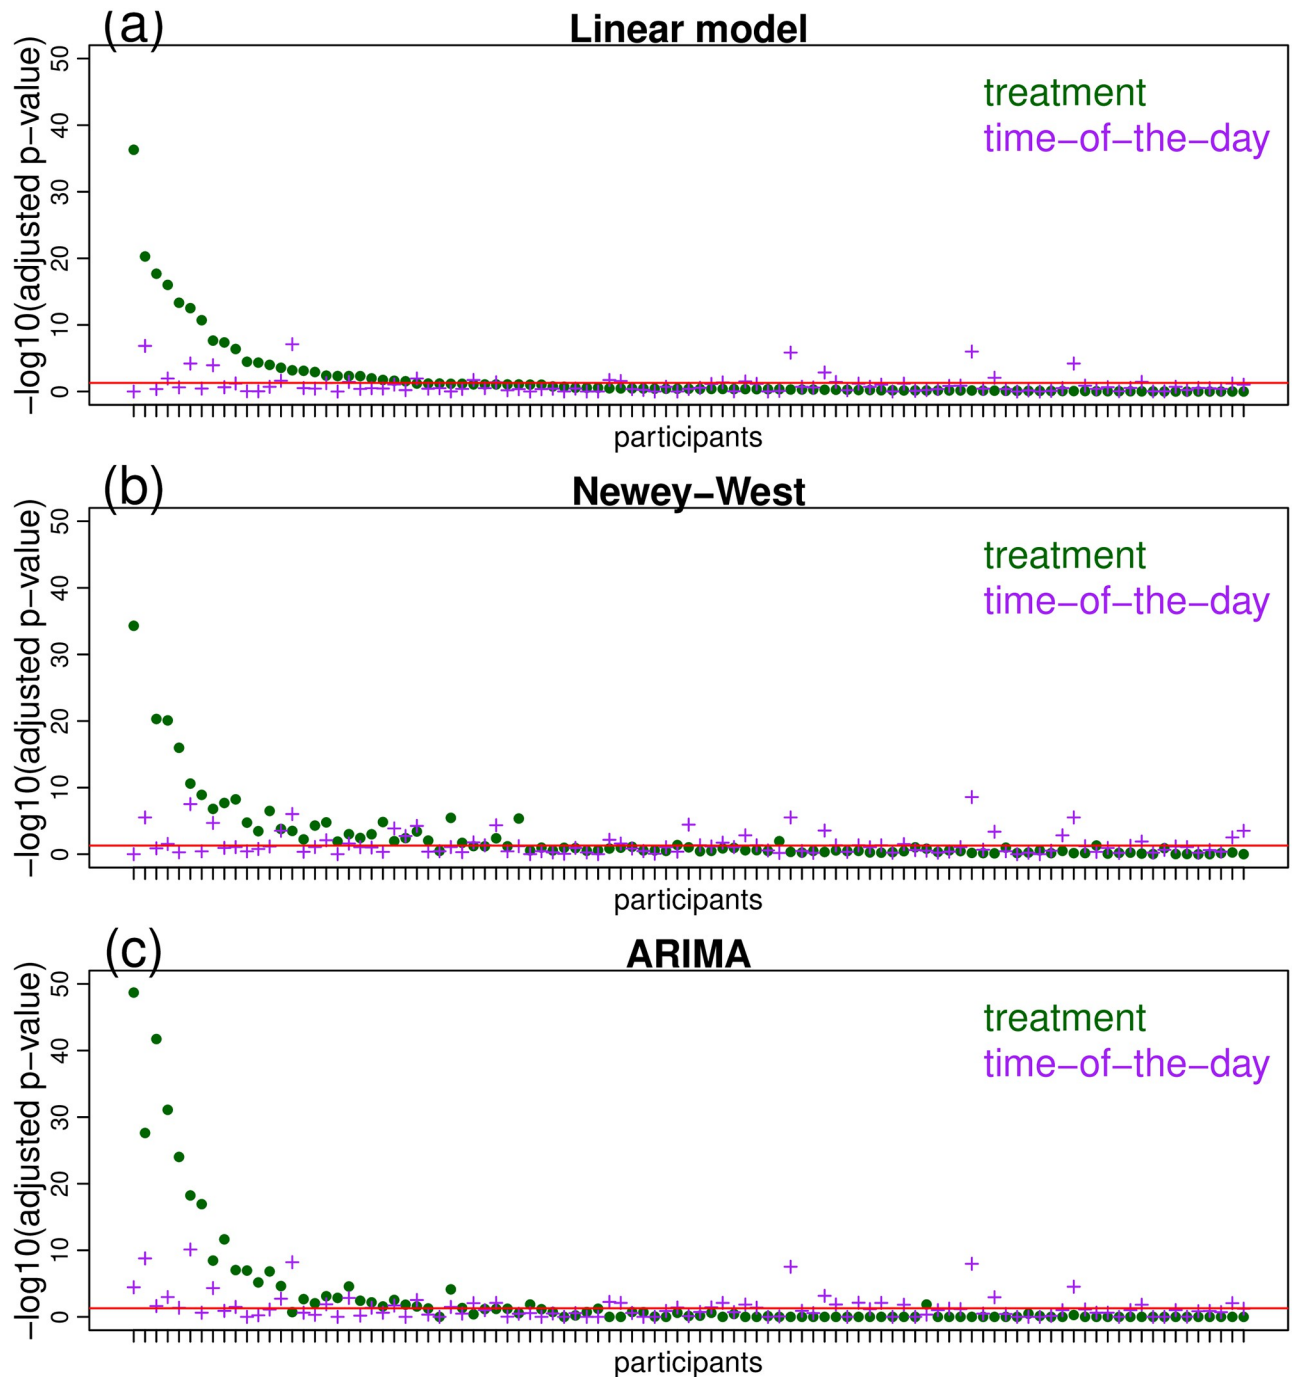 (a)
Linear model
−log10(adjusted p−value)
50
40
30
20
10
0
treatment
time−of−the−day
participants
(b)
Newey−West
−log10(adjusted p−value)
50
40
30
20
10
0
treatment
time−of−the−day
participants
(c)
ARIMA
−log10(adjusted p−value)
50
40
30
20
10
0
treatment
time−of−the−day
participants